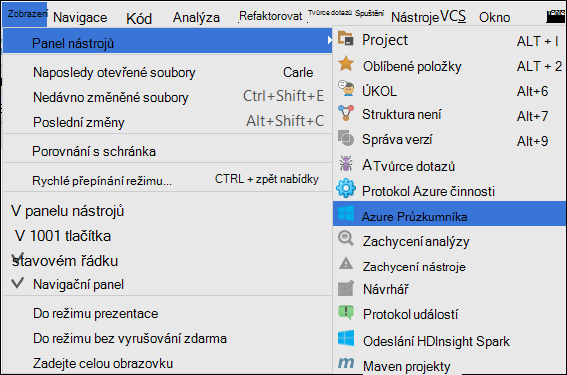 Zobrazení Navigace Kód Analýza Refaktorovat Tvůrce dotazů Spuštění Nástroje VCS Okno
Panel nástrojů
Naposledy otevřené soubory Carle
Nedávno změněné soubory Ctrl+Shift+E
Poslední změny Alt+Shift+C
Porovnání s schránka
Rychlé přepínání režimu... CTRL + zpět nabídky
V panelu nástrojů
V 1001 tlačítka
stavovém řádku
Navigační panel
Do režimu prezentace
Do režimu bez vyrušování zdarma
Zadejte celou obrazovku
Project ALT + I
Oblíbené položky ALT + 2
ÚKOL Alt+6
Struktura není Alt+7
Správa verzí Alt+9
ATvůrce dotazů
Protokol Azure činnosti
Azure Průzkumníka
Zachycení analýzy
Zachycení nástroje
Návrhář
Protokol událostí
Odeslání HDInsight Spark
m Maven projekty